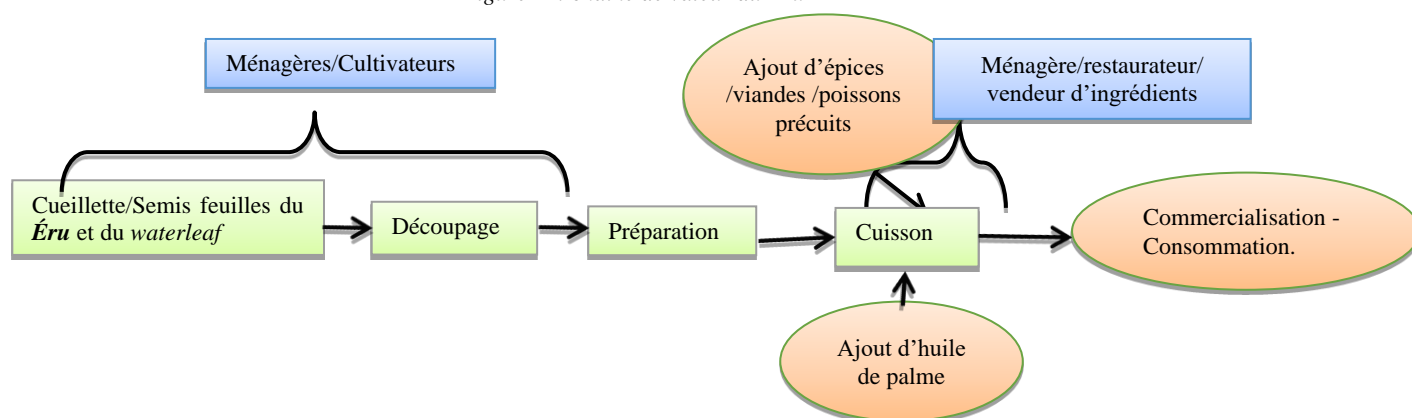 Ménagères/Cultivateurs
Ajout d’épices
/viandes /poissons
précuits
Ménagère/restaurateur/
vendeur d’ingrédients
Cueillette/Semis feuilles du
Éru et du waterleaf
Découpage
Préparation
Cuisson
Commercialisation -
Consommation.
Ajout d’huile
de palme